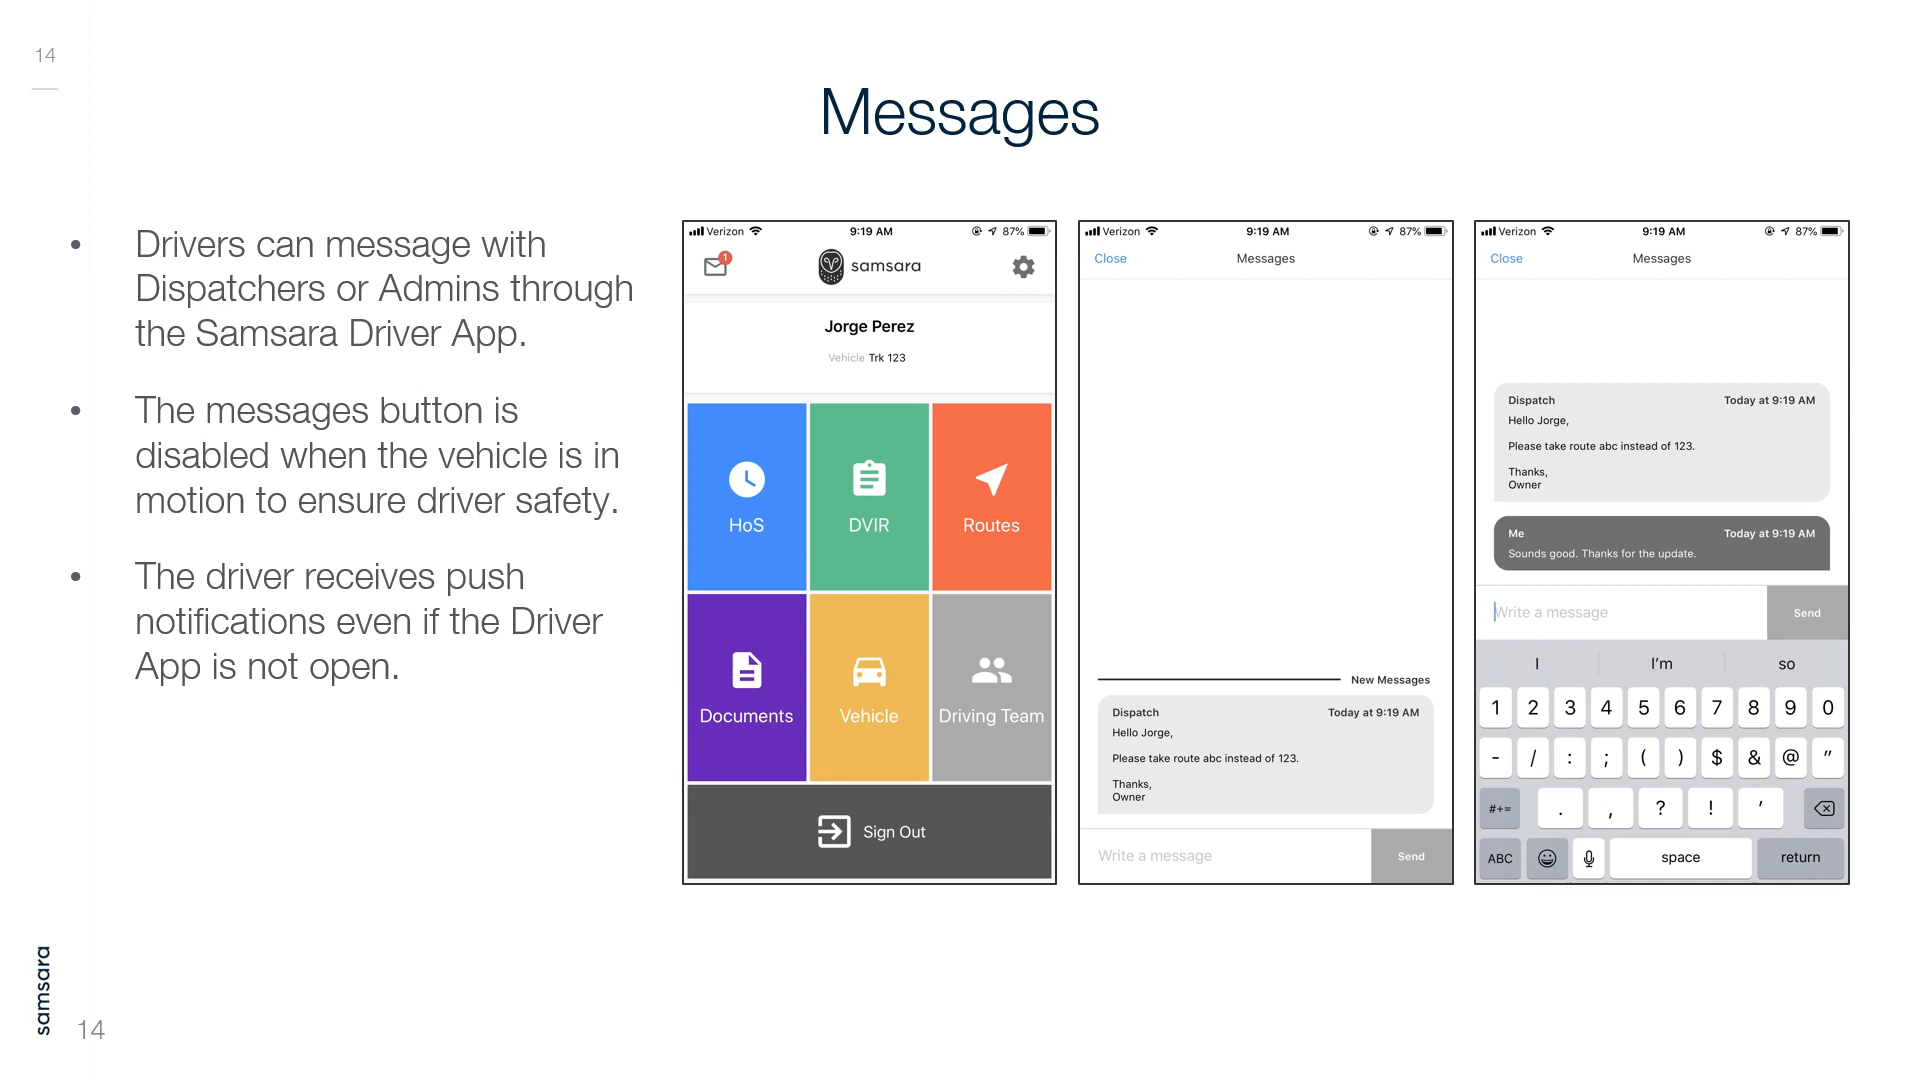 14
Messages
• Drivers can message with
Dispatchers or Admins through
the Samsara Driver App.
• The messages button is
disabled when the vehicle is in
motion to ensure driver safety.
• The driver receives push
notifications even if the Driver
App is not open.
Verizon 9:19 AM 87%
1 samsara
Jorge Perez
Vehicle Trk 123
HoS DVIR Routes
Documents Vehicle Driving Team
Sign Out
Verizon 9:19 AM 87%
Close Messages
New Messages
Dispatch Today at 9:19 AM
Hello Jorge,
Please take route abc instead of 123.
Thanks,
Owner
Write a message Send
Verizon 9:19 AM 87%
Close Messages
Dispatch Today at 9:19 AM
Hello Jorge,
Please take route abc instead of 123.
Thanks,
Owner
Me Today at 9:19 AM
Sounds good. Thanks for the update.
Write a message Send
I I'm so
1 2 3 4 5 6 7 8 9 0
- / : ; ( ) $ & @ "
#+= . , ? ! '
ABC space return
samsara
14